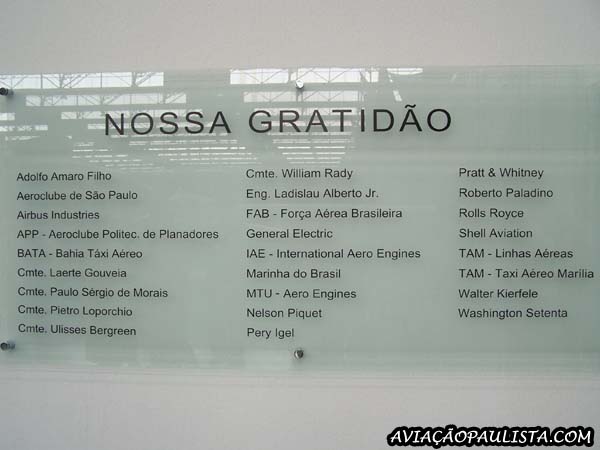 NOSSA GRATIDÃO
Adolfo Amaro Filho
Aeroclube de São Paulo
Airbus Industries
APP - Aeroclube Politec. de Planadores
BATA - Bahia Táxi Aéreo
Cmte. Laerte Gouveia
Cmte. Paulo Sérgio de Morais
Cmte. Pietro Loporchio
Cmte. Ulisses Bergreen
Cmte. William Rady
Eng. Ladislau Alberto Jr.
FAB - Força Aérea Brasileira
General Electric
IAE - International Aero Engines
Marinha do Brasil
MTU - Aero Engines
Nelson Piquet
Pery Igel
Pratt & Whitney
Roberto Paladino
Rolls Royce
Shell Aviation
TAM - Linhas Aéreas
TAM - Taxi Aéreo Marília
Walter Kierfele
Washington Setenta
AVIAÇÃOPAULISTA.COM